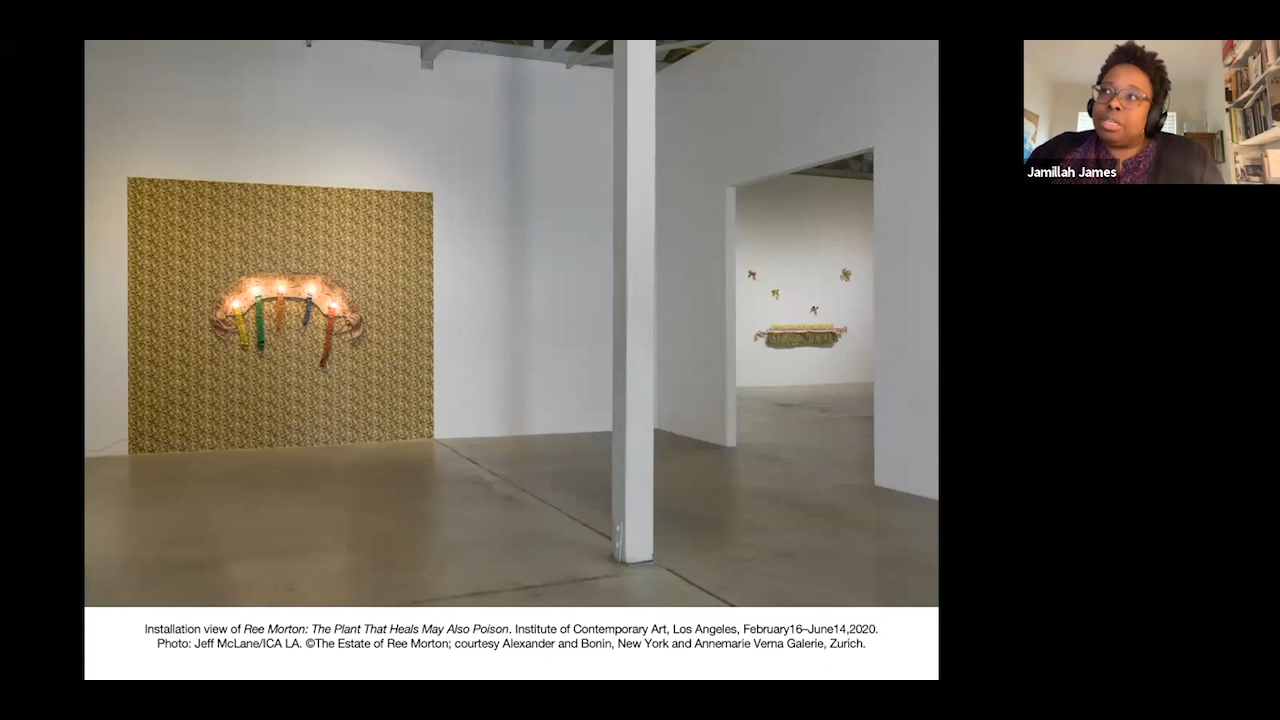 Jamillah James
Installation view of Ree Morton: The Plant That Heals May Also Poison. Institute of Contemporary Art, Los Angeles, February16–June14,2020.
Photo: Jeff McLane/ICA LA. ©The Estate of Ree Morton; courtesy Alexander and Bonin, New York and Annemarie Verna Galerie, Zurich.